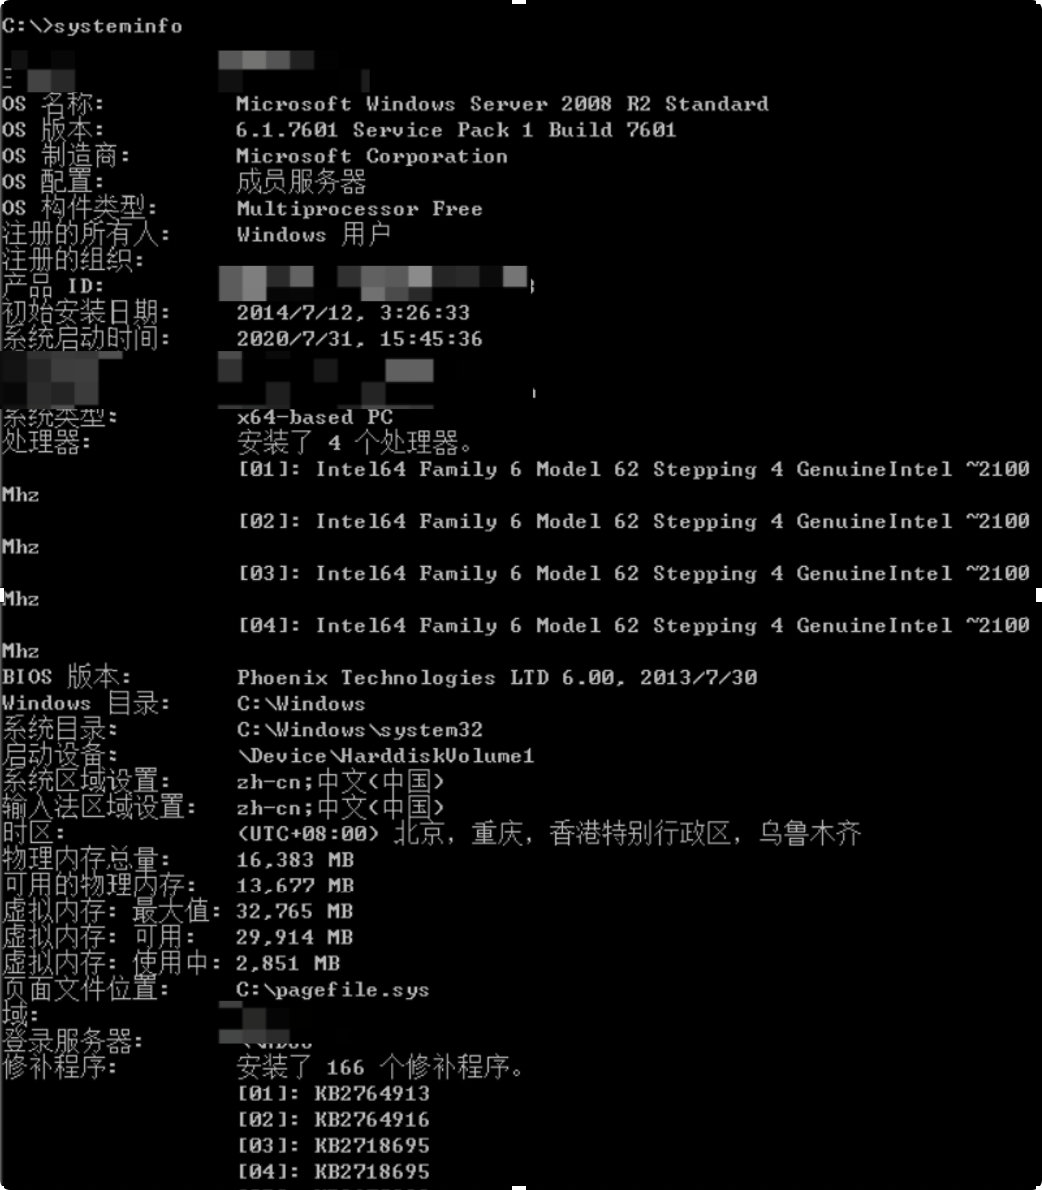 C:\>systeminfo
OS 名称: Microsoft Windows Server 2008 R2 Standard
OS 版本: 6.1.7601 Service Pack 1 Build 7601
OS 制造商: Microsoft Corporation
OS 配置: 成员服务器
OS 构件类型: Multiprocessor Free
注册的所有人: Windows 用户
注册的组织:
产品 ID:
初始安装日期: 2014/7/12, 3:26:33
系统启动时间: 2020/7/31, 15:45:36
系统类型: x64-based PC
处理器: 安装了 4 个处理器。
[01]: Intel64 Family 6 Model 62 Stepping 4 GenuineIntel ~2100
Mhz
[02]: Intel64 Family 6 Model 62 Stepping 4 GenuineIntel ~2100
Mhz
[03]: Intel64 Family 6 Model 62 Stepping 4 GenuineIntel ~2100
Mhz
[04]: Intel64 Family 6 Model 62 Stepping 4 GenuineIntel ~2100
Mhz
BIOS 版本: Phoenix Technologies LTD 6.00, 2013/7/30
Windows 目录: C:\Windows
系统目录: C:\Windows\system32
启动设备: \Device\HarddiskVolume1
系统区域设置: zh-cn;中文(中国)
输入法区域设置: zh-cn;中文(中国)
时区: (UTC+08:00) 北京，重庆，香港特别行政区，乌鲁木齐
物理内存总量: 16,383 MB
可用的物理内存: 13,677 MB
虚拟内存: 最大值: 32,765 MB
虚拟内存: 可用: 29,914 MB
虚拟内存: 使用中: 2,851 MB
页面文件位置: C:\pagefile.sys
域:
登录服务器:
修补程序: 安装了 166 个修补程序。
[01]: KB2764913
[02]: KB2764916
[03]: KB2718695
[04]: KB2718695